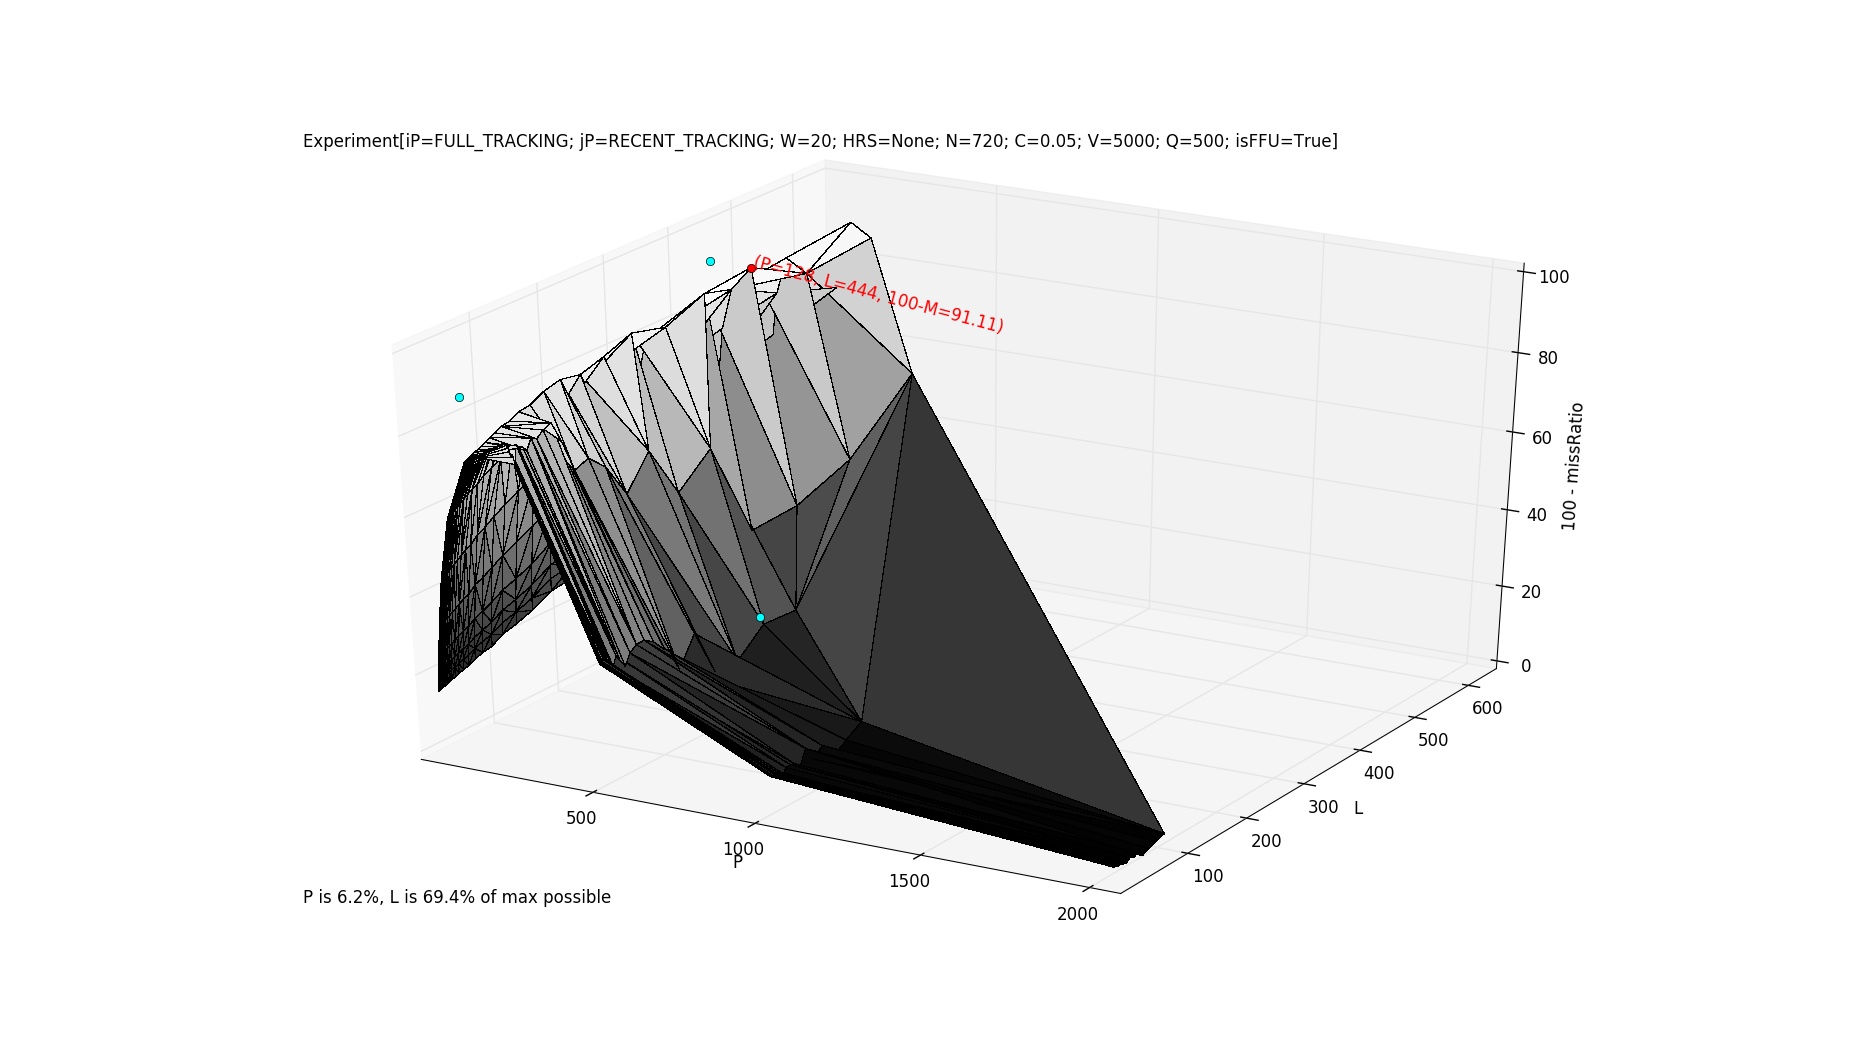 Experiment[iP=FULL_TRACKING; jP=RECENT_TRACKING; W=20; HRS=None; N=720; C=0.05; V=5000; Q=500; isFFU=True]
(P=128, L=444, 100-M=91.11)
100
80
60
40
20
0
100 - missRatio
600
500
400
300
200
100
L
500
1000
1500
2000
P
P is 6.2%, L is 69.4% of max possible